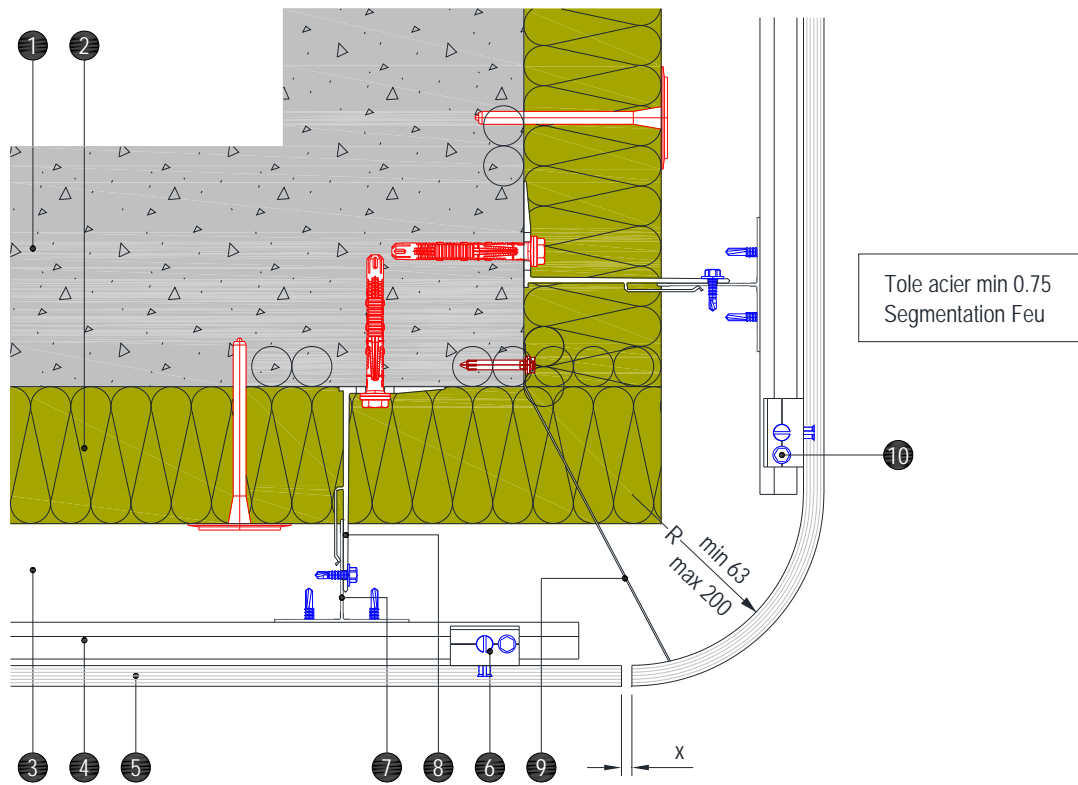 1 2
Tole acier min 0.75
Segmentation Feu
10
R min 63
max 200
3 4 5 7 8 6 9 X